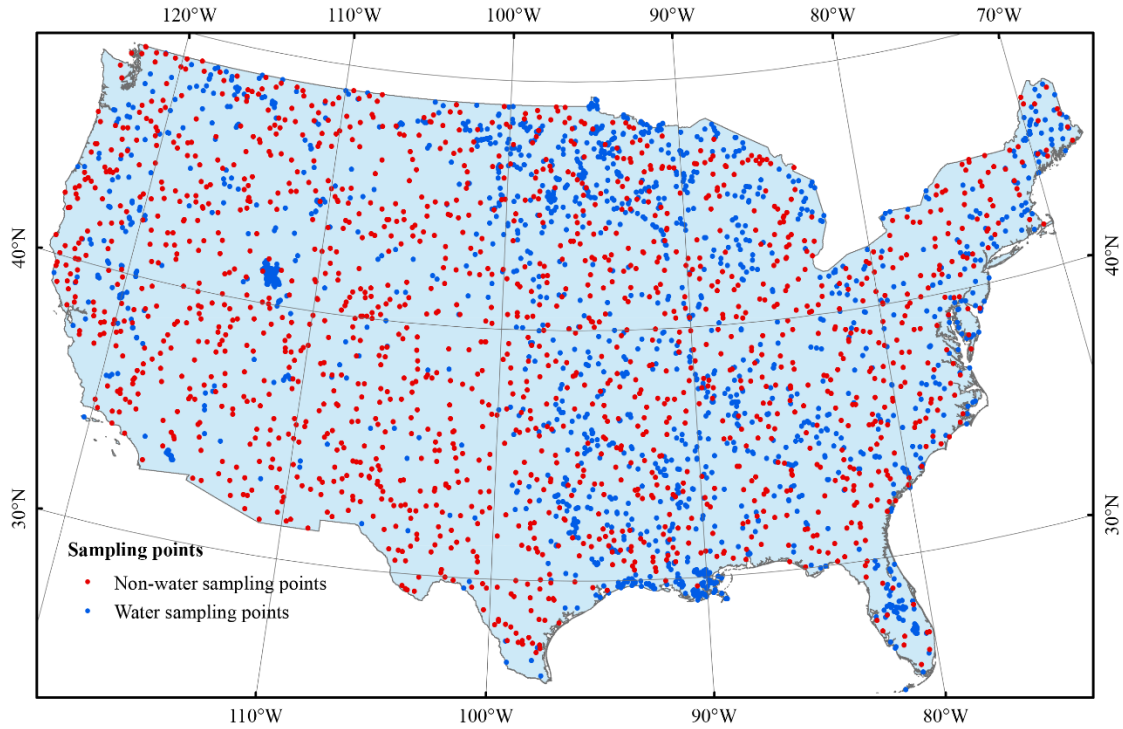 120°W 110°W 100°W 90°W 80°W 70°W
40°N 40°N
30°N 30°N
Sampling points
Non-water sampling points
Water sampling points
110°W 100°W 90°W 80°W